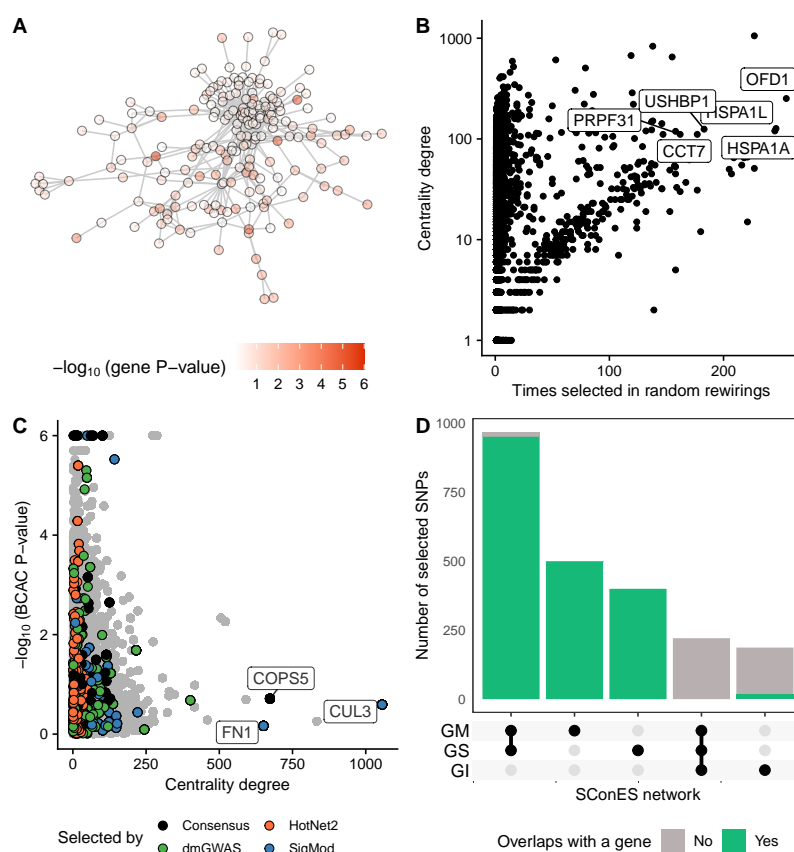 A
−log10 (gene P−value)
1 2 3 4 5 6
B
1000
100
10
1
Centrality degree
OFD1
USHBP1
HSPA1L
PRPF31
CCT7
HSPA1A
0 100 200
Times selected in random rewirings
C
6
4
2
0
−log10 (BCAC P−value)
COPS5
CUL3
FN1
0 250 500 750 1000
Centrality degree
Selected by
Consensus
HotNet2
dmGWAS
SigMod
D
1000
750
500
250
0
Number of selected SNPs
GM
GS
GI
SConES network
Overlaps with a gene No Yes